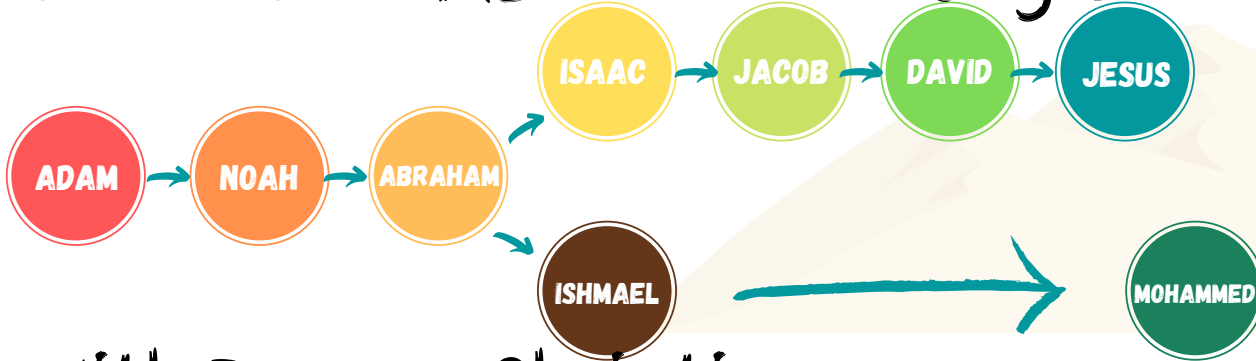 ISAAC JACOB DAVID JESUS
ADAM NOAH ABRAHAM
ISHMAEL MOHAMMED